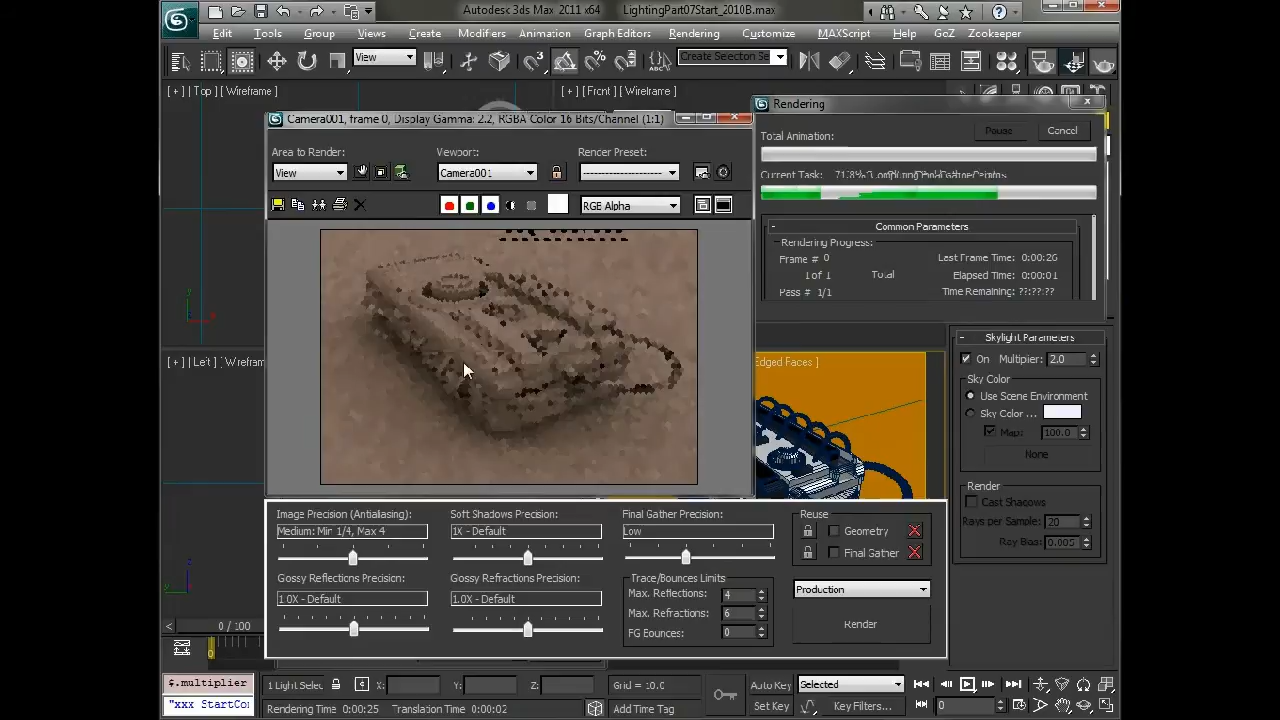 Autodesk 3ds Max 2011 x64 LightingPart07Start_2010B.max
Edit Tools Group Views Create Modifiers Animation Graph Editors Rendering Customize MAXScript Help GoZ Zookeeper
View Create Selection Se
[ + ] Top [ Wireframe ] [ + ] Front [ Wireframe ]
Camera001, frame 0, Display Gamma: 2.2, RGBA Color 16 Bits/Channel (1:1)
Rendering
Area to Render: Viewport: Render Preset:
View Camera001
RGB Alpha
Total Animation: Pause Cancel
Current Task:
Common Parameters
Rendering Progress:
Frame # 0 Last Frame Time: 0:00:26
1 of 1 Total Elapsed Time: 0:00:01
Pass # 1/1 Time Remaining: ??:??:??
[ + ] Left [ Wirefram
Edged Faces ]
Skylight Parameters
On Multiplier: 2.0
Sky Color
Use Scene Environment
Sky Color ...
Map: 100.0
None
Render
Cast Shadows
Rays per Sample: 20
Ray Bias: 0.005
Image Precision (Antialiasing): Soft Shadows Precision: Final Gather Precision: Reuse
Medium: Min 1/4, Max 4 1X - Default Low Geometry
Final Gather
Glossy Reflections Precision: Glossy Refractions Precision: Trace/Bounces Limits
1.0X - Default 1.0X - Default Max. Reflections: 4 Production
Max. Refractions: 6
FG Bounces: 0 Render
0 / 100
0
$.multiplier 1 Light Selec X: Y: Z: Grid = 10.0 Auto Key Selected
"xxx StartCor Rendering Time 0:00:25 Translation Time 0:00:02 Add Time Tag Set Key Key Filters... 0